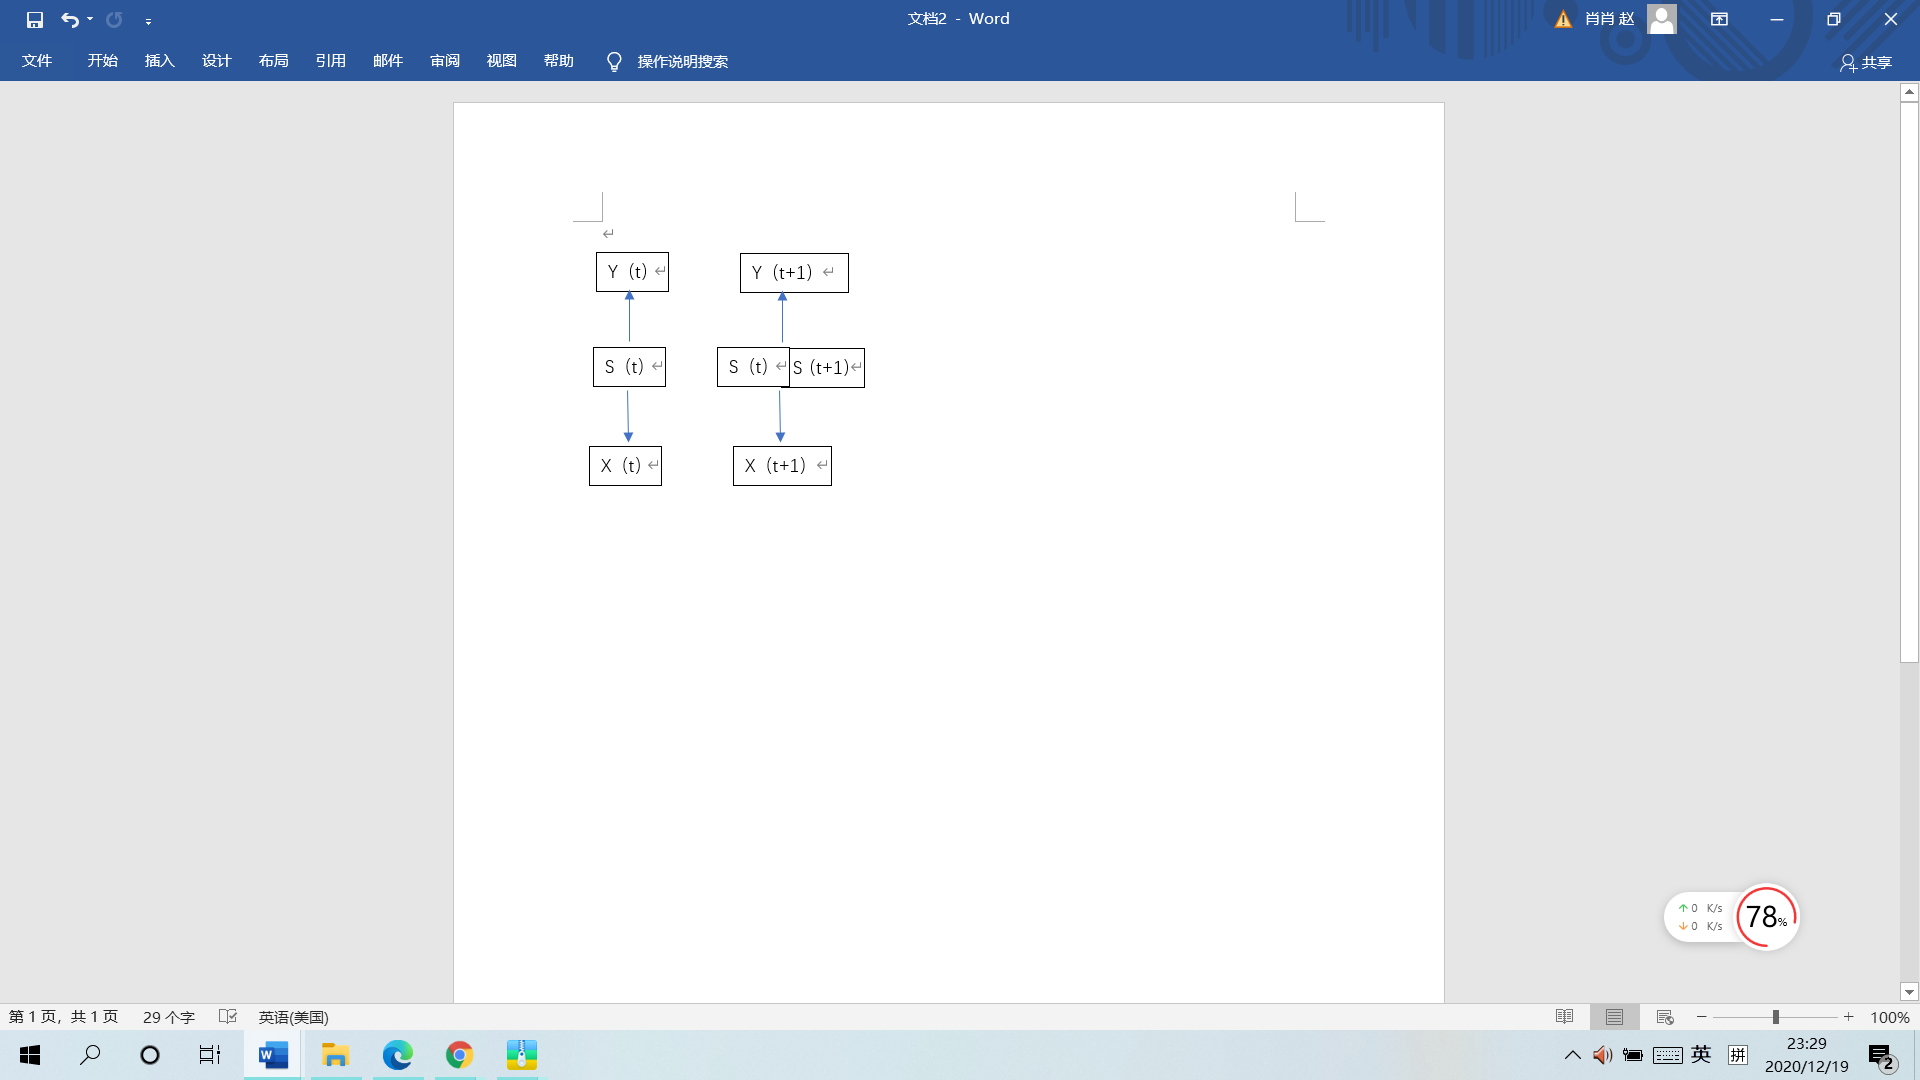 文档2 - Word
肖肖 赵
文件 开始 插入 设计 布局 引用 邮件 审阅 视图 帮助 操作说明搜索
共享
Y（t） Y（t+1）
S（t） S（t） S (t+1)
X（t） X（t+1）
0 K/s
0 K/s
78%
第 1 页，共 1 页 29 个字 英语(美国)
100%
英 拼
23:29
2020/12/19
2